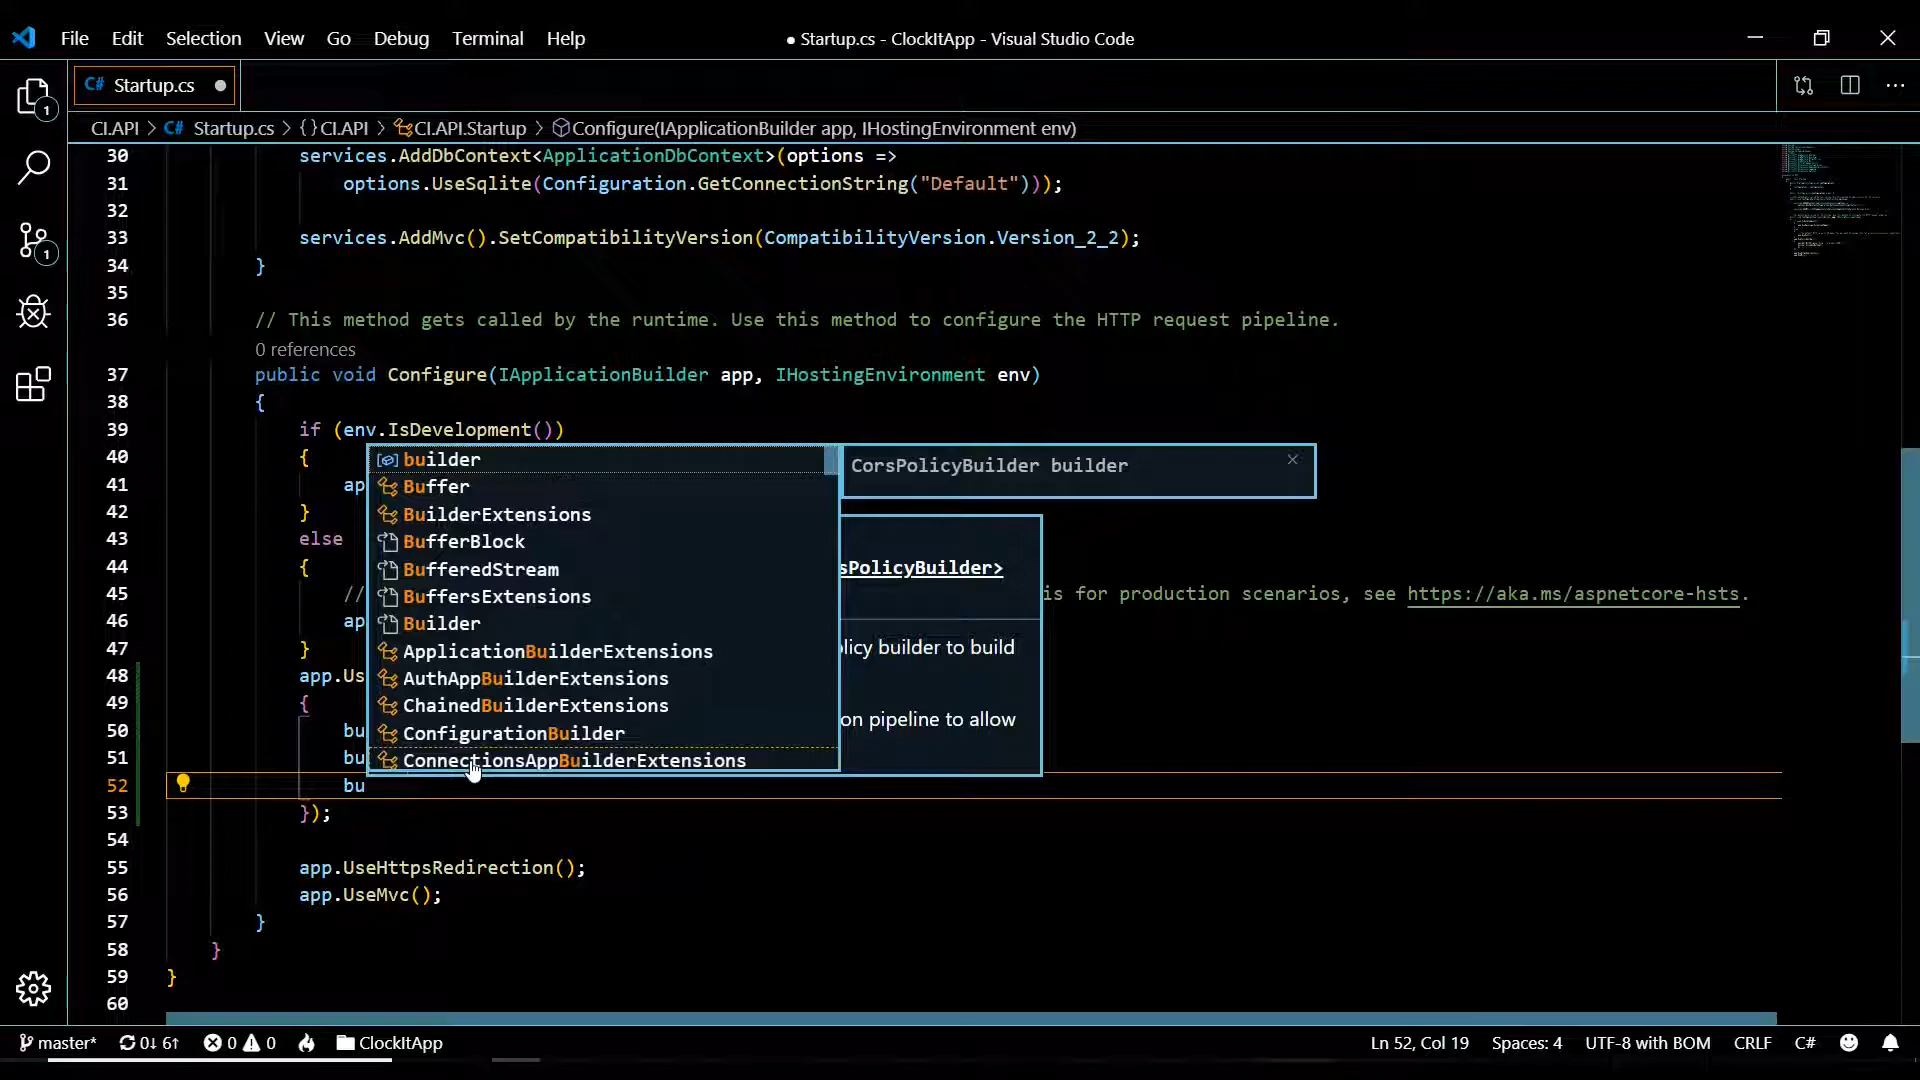 File Edit Selection View Go Debug Terminal Help
● Startup.cs - ClockItApp - Visual Studio Code
C# Startup.cs ●
CI.API > C# Startup.cs > {} CI.API > CI.API.Startup > Configure(IApplicationBuilder app, IHostingEnvironment env)
1
30 services.AddDbContext<ApplicationDbContext>(options =>
31 options.UseSqlite(Configuration.GetConnectionString("Default")));
32
33 services.AddMvc().SetCompatibilityVersion(CompatibilityVersion.Version_2_2);
1
34 }
35
36 // This method gets called by the runtime. Use this method to configure the HTTP request pipeline.
0 references
37 public void Configure(IApplicationBuilder app, IHostingEnvironment env)
38 {
39 if (env.IsDevelopment())
40 {
41 ap
42 }
43 else
44 {
45 // is for production scenarios, see https://aka.ms/aspnetcore-hsts.
46 ap
47 }
48 app.Us
49 {
50 bu
51 bu
52 bu
53 });
54
55 app.UseHttpsRedirection();
56 app.UseMvc();
57 }
58 }
59 }
60
builder
Buffer
BuilderExtensions
BufferBlock
BufferedStream
BuffersExtensions
Builder
ApplicationBuilderExtensions
AuthAppBuilderExtensions
ChainedBuilderExtensions
ConfigurationBuilder
ConnectionsAppBuilderExtensions
CorsPolicyBuilder builder
sPolicyBuilder>
licy builder to build
on pipeline to allow
master* 0↓ 6↑ 0 0 ClockItApp
Ln 52, Col 19 Spaces: 4 UTF-8 with BOM CRLF C#